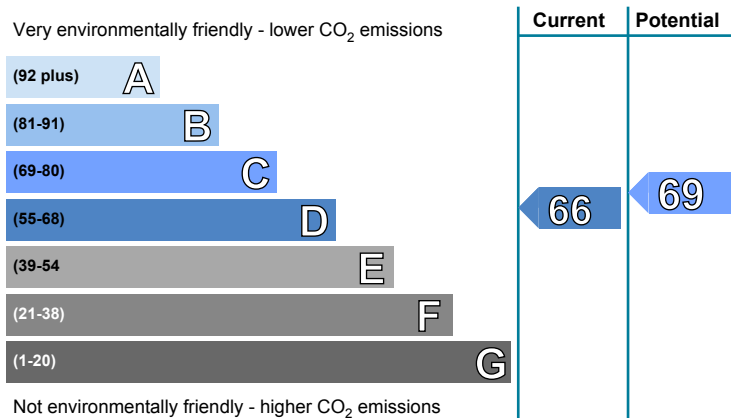 Very environmentally friendly - lower CO2 emissions
Current
Potential
(92 plus) A
(81-91) B
(69-80) C
(55-68) D
66
69
(39-54 E
(21-38) F
(1-20) G
Not environmentally friendly - higher CO2 emissions